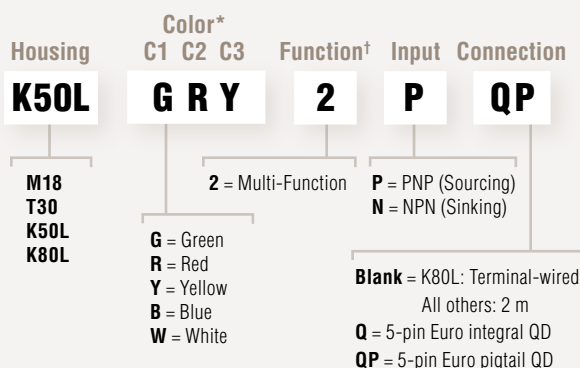 Color*
Housing C1 C2 C3 Function† Input Connection
K50L GRY 2 P QP
M18
T30
K50L
K80L
G = Green
R = Red
Y = Yellow
B = Blue
W = White
2 = Multi-Function
P = PNP (Sourcing)
N = NPN (Sinking)
Blank = K80L: Terminal-wired
All others: 2 m
Q = 5-pin Euro integral QD
QP = 5-pin Euro pigtail QD